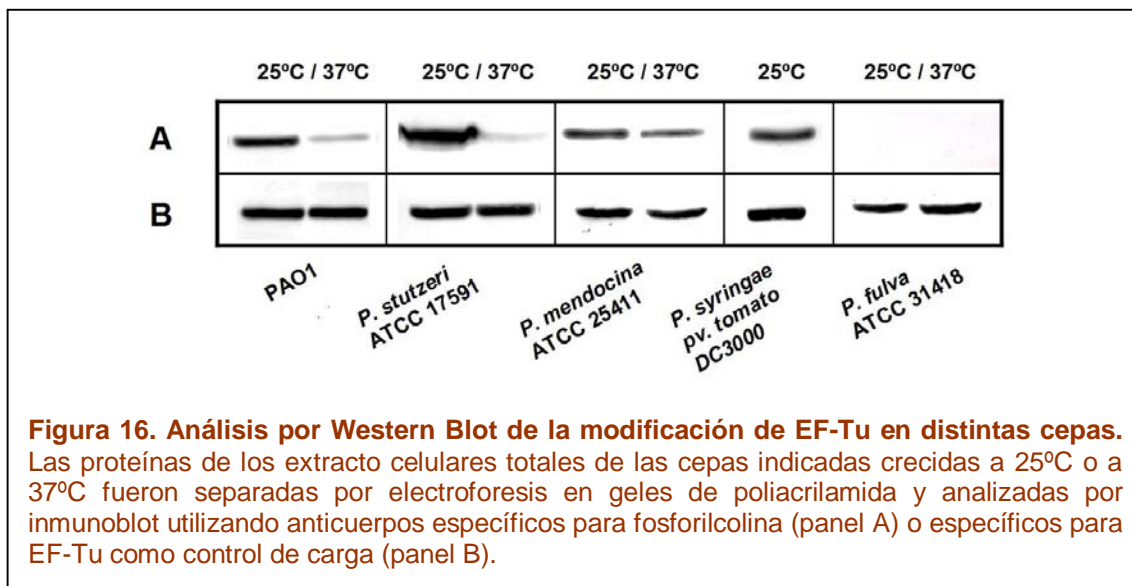 25ºC / 37ºC 25ºC / 37ºC 25ºC / 37ºC 25ºC 25ºC / 37ºC
A
B
PAO1
P. stutzeri
ATCC 17591
P. mendocina
ATCC 25411
P. syringae
pv. tomato
DC3000
P. fulva
ATCC 31418
Figura 16. Análisis por Western Blot de la modificación de EF-Tu en distintas cepas.
Las proteínas de los extracto celulares totales de las cepas indicadas crecidas a 25ºC o a
37ºC fueron separadas por electroforesis en geles de poliacrilamida y analizadas por
inmunoblot utilizando anticuerpos específicos para fosforilcolina (panel A) o específicos para
EF-Tu como control de carga (panel B).